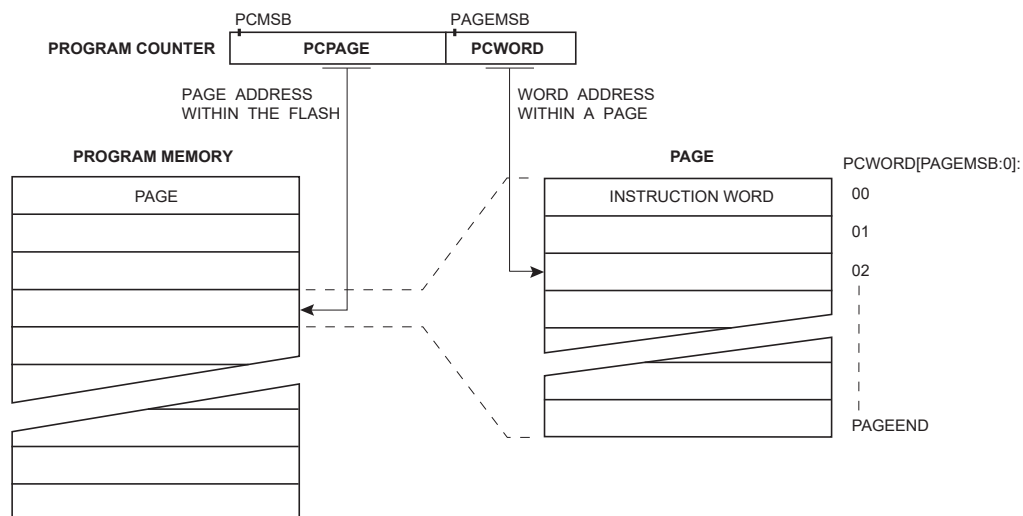 PCMSB
PAGEMSB
PROGRAM COUNTER
PCPAGE
PCWORD
PAGE ADDRESS
WITHIN THE FLASH
WORD ADDRESS
WITHIN A PAGE
PROGRAM MEMORY
PAGE
PCWORD[PAGEMSB:0]:
PAGE
INSTRUCTION WORD
00
01
02
PAGEEND